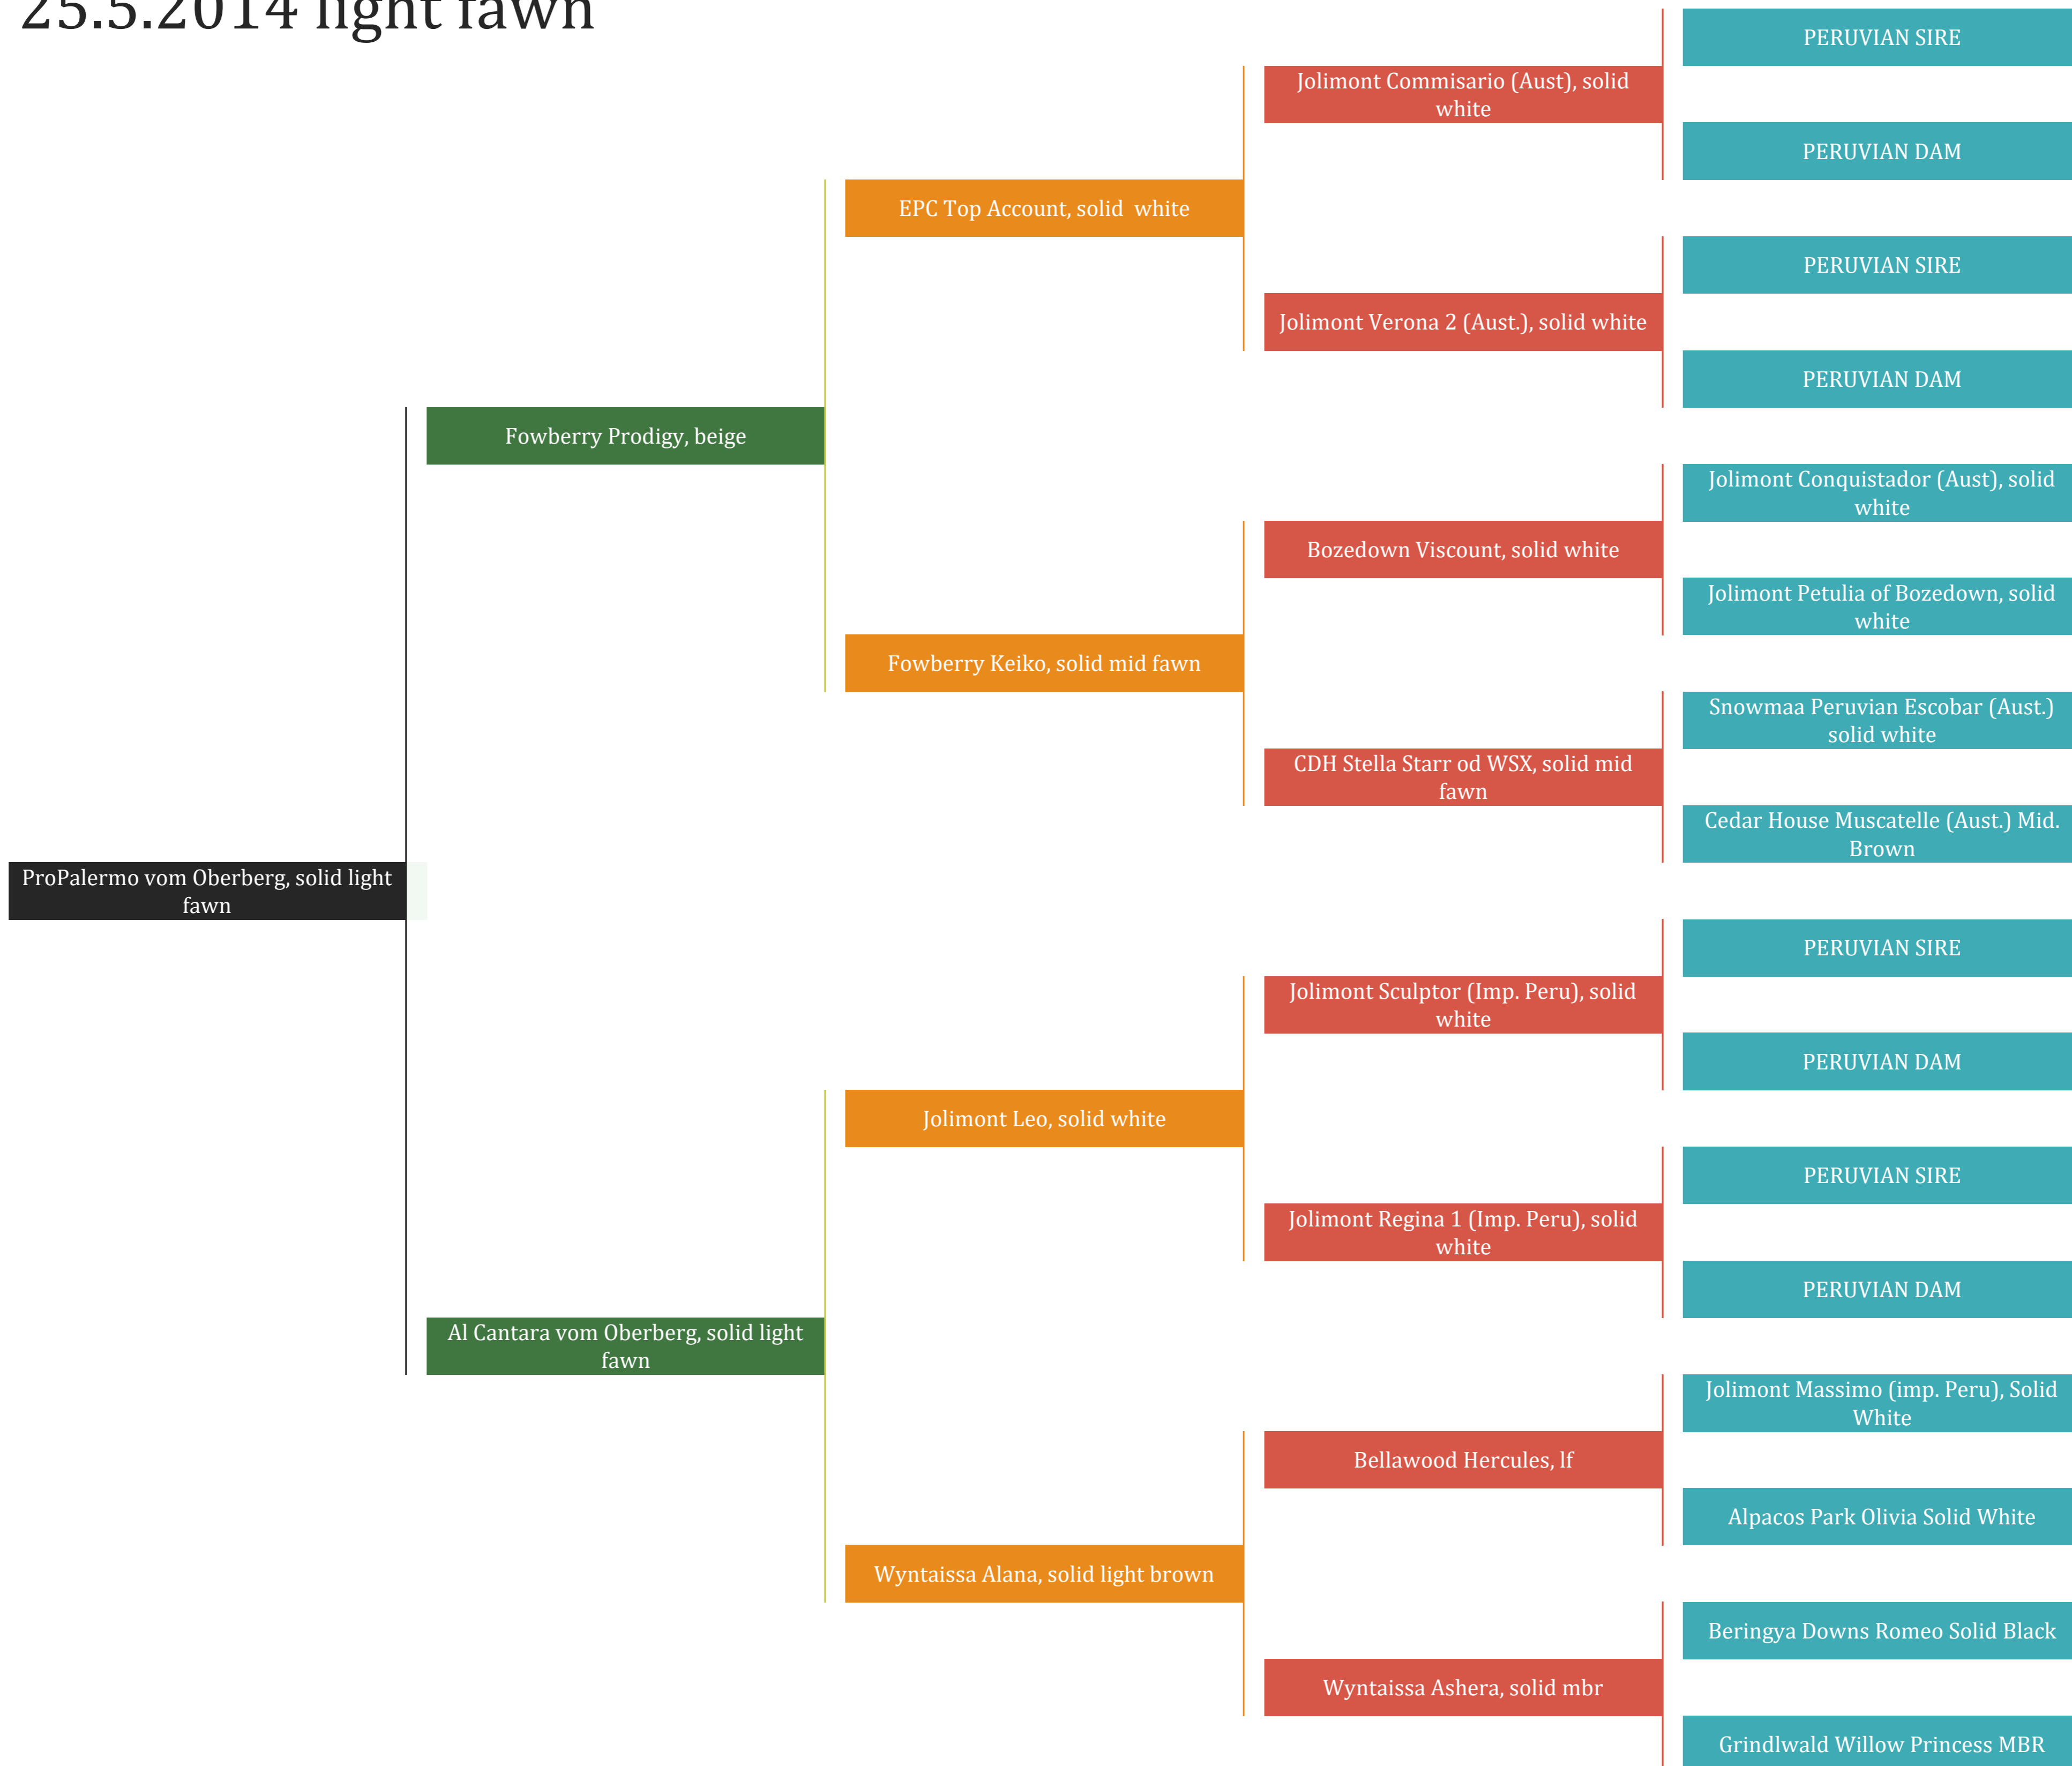 25.5.2014 light fawn
PERUVIAN SIRE
Jolimont Commisario (Aust), solid
white
PERUVIAN DAM
EPC Top Account, solid  white
PERUVIAN SIRE
Jolimont Verona 2 (Aust.), solid white
PERUVIAN DAM
Fowberry Prodigy, beige
Jolimont Conquistador (Aust), solid
white
Bozedown Viscount, solid white
Jolimont Petulia of Bozedown, solid
white
Fowberry Keiko, solid mid fawn
Snowmaa Peruvian Escobar (Aust.)
solid white
CDH Stella Starr od WSX, solid mid
fawn
Cedar House Muscatelle (Aust.) Mid.
Brown
ProPalermo vom Oberberg, solid light
fawn
PERUVIAN SIRE
Jolimont Sculptor (Imp. Peru), solid
white
PERUVIAN DAM
Jolimont Leo, solid white
PERUVIAN SIRE
Jolimont Regina 1 (Imp. Peru), solid
white
PERUVIAN DAM
Al Cantara vom Oberberg, solid light
fawn
Jolimont Massimo (imp. Peru), Solid
White
Bellawood Hercules, lf
Alpacos Park Olivia Solid White
Wyntaissa Alana, solid light brown
Beringya Downs Romeo Solid Black
Wyntaissa Ashera, solid mbr
Grindlwald Willow Princess MBR